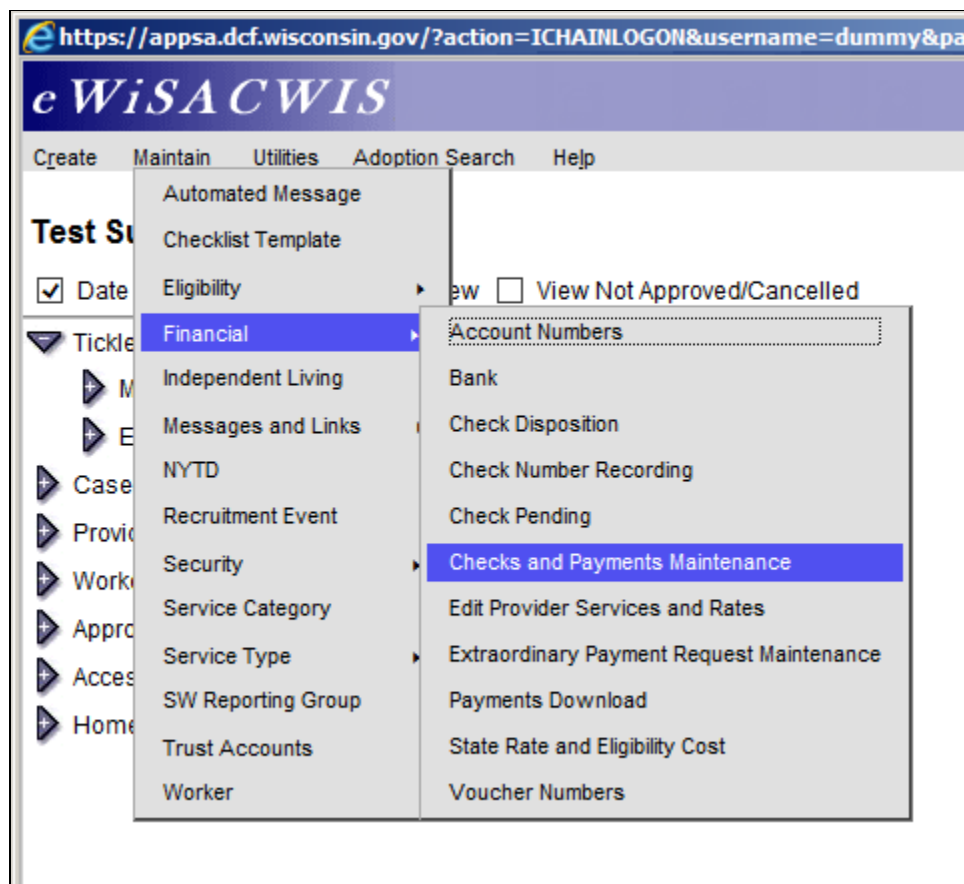 https://appsa.dcf.wisconsin.gov/?action=ICHAINLOGON&username=dummy&pa
e WiSACWIS
Create Maintain Utilities Adoption Search Help
Automated Message
Checklist Template
Eligibility
Financial
Independent Living
Messages and Links
NYTD
Recruitment Event
Security
Service Category
Service Type
SW Reporting Group
Trust Accounts
Worker
Account Numbers
Bank
Check Disposition
Check Number Recording
Check Pending
Checks and Payments Maintenance
Edit Provider Services and Rates
Extraordinary Payment Request Maintenance
Payments Download
State Rate and Eligibility Cost
Voucher Numbers
Test Su
Date ew View Not Approved/Cancelled
Tickle
M
E
Case
Provid
Worke
Appro
Acces
Home